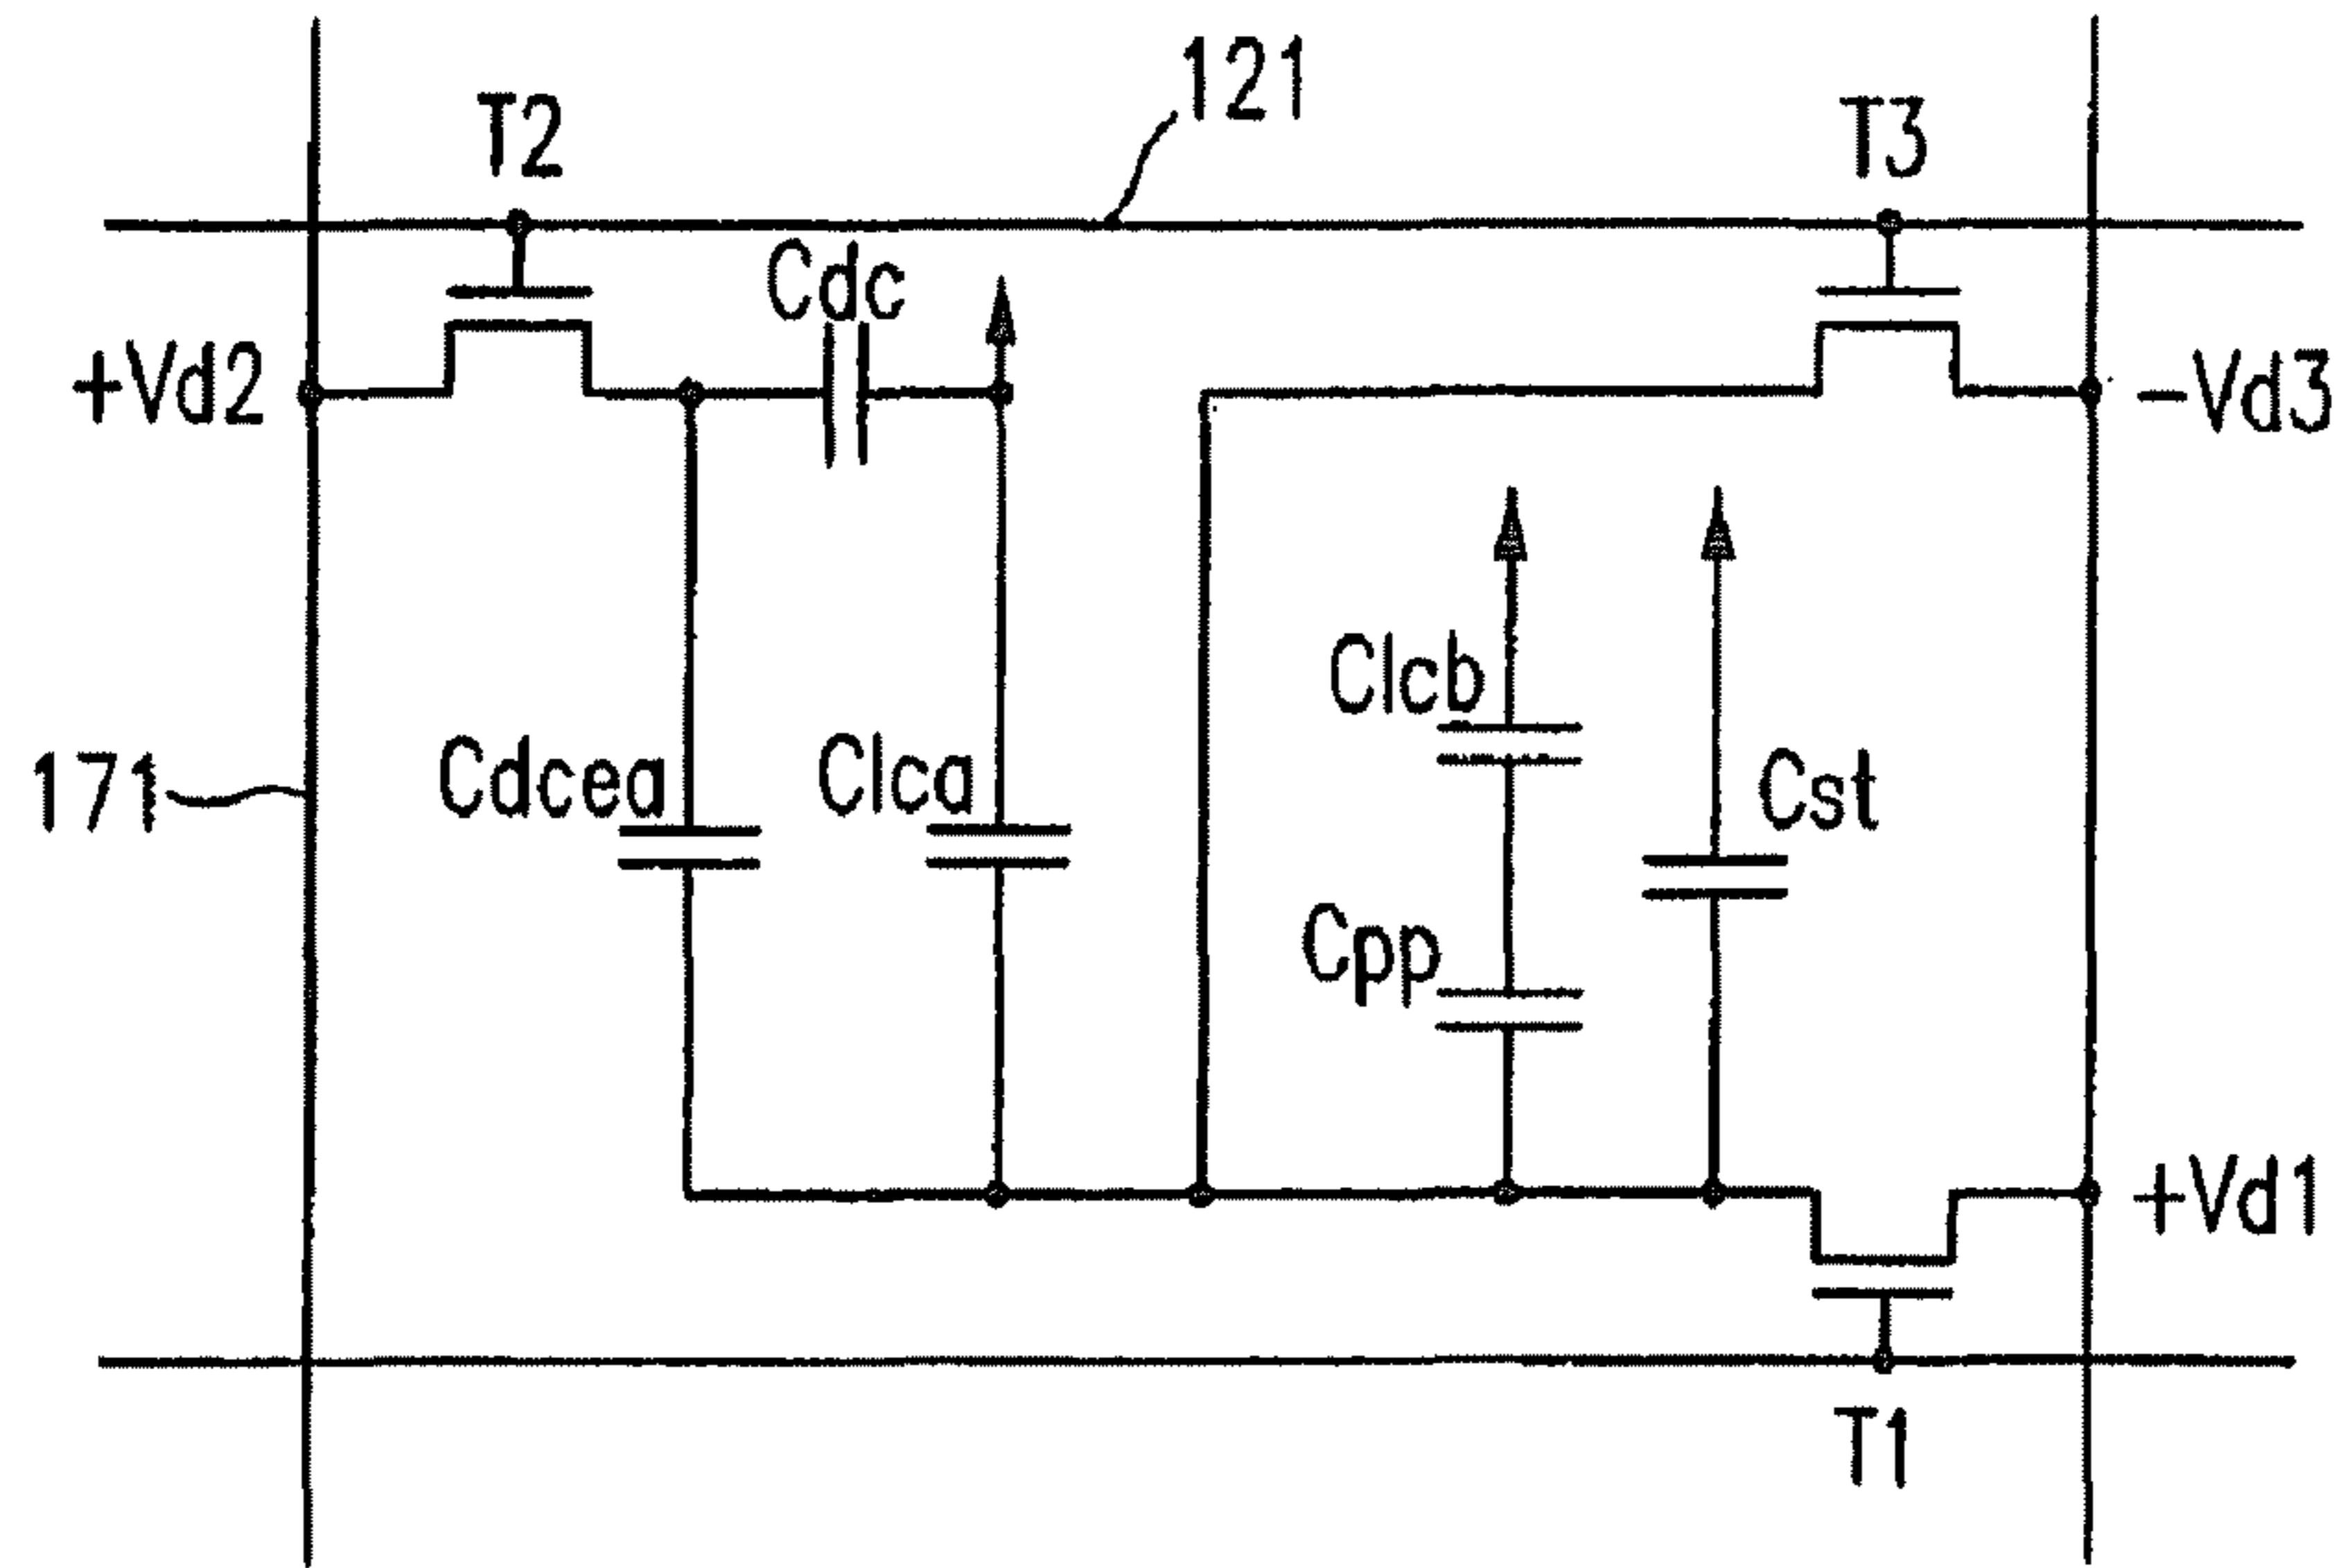 121
T2
T3
Cdc
+Vd2
-Vd3
Clcb
171
Cdcea
Clca
Cst
Cpp
+Vd1
T1